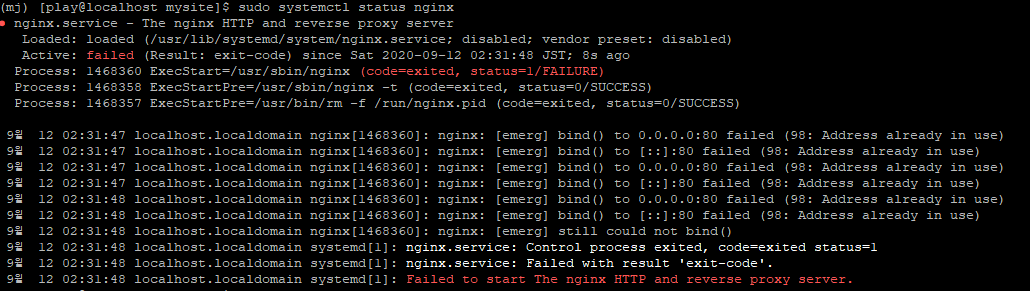 (mj) [play@localhost mysite]$ sudo systemctl status nginx
● nginx.service - The nginx HTTP and reverse proxy server
Loaded: loaded (/usr/lib/systemd/system/nginx.service; disabled; vendor preset: disabled)
Active: failed (Result: exit-code) since Sat 2020-09-12 02:31:48 JST; 8s ago
Process: 1468360 ExecStart=/usr/sbin/nginx (code=exited, status=1/FAILURE)
Process: 1468358 ExecStartPre=/usr/sbin/nginx -t (code=exited, status=0/SUCCESS)
Process: 1468357 ExecStartPre=/usr/bin/rm -f /run/nginx.pid (code=exited, status=0/SUCCESS)
9월 12 02:31:47 localhost.localdomain nginx[1468360]: nginx: [emerg] bind() to 0.0.0.0:80 failed (98: Address already in use)
9월 12 02:31:47 localhost.localdomain nginx[1468360]: nginx: [emerg] bind() to [::]:80 failed (98: Address already in use)
9월 12 02:31:47 localhost.localdomain nginx[1468360]: nginx: [emerg] bind() to 0.0.0.0:80 failed (98: Address already in use)
9월 12 02:31:47 localhost.localdomain nginx[1468360]: nginx: [emerg] bind() to [::]:80 failed (98: Address already in use)
9월 12 02:31:48 localhost.localdomain nginx[1468360]: nginx: [emerg] bind() to 0.0.0.0:80 failed (98: Address already in use)
9월 12 02:31:48 localhost.localdomain nginx[1468360]: nginx: [emerg] bind() to [::]:80 failed (98: Address already in use)
9월 12 02:31:48 localhost.localdomain nginx[1468360]: nginx: [emerg] still could not bind()
9월 12 02:31:48 localhost.localdomain systemd[1]: nginx.service: Control process exited, code=exited status=1
9월 12 02:31:48 localhost.localdomain systemd[1]: nginx.service: Failed with result 'exit-code'.
9월 12 02:31:48 localhost.localdomain systemd[1]: Failed to start The nginx HTTP and reverse proxy server.